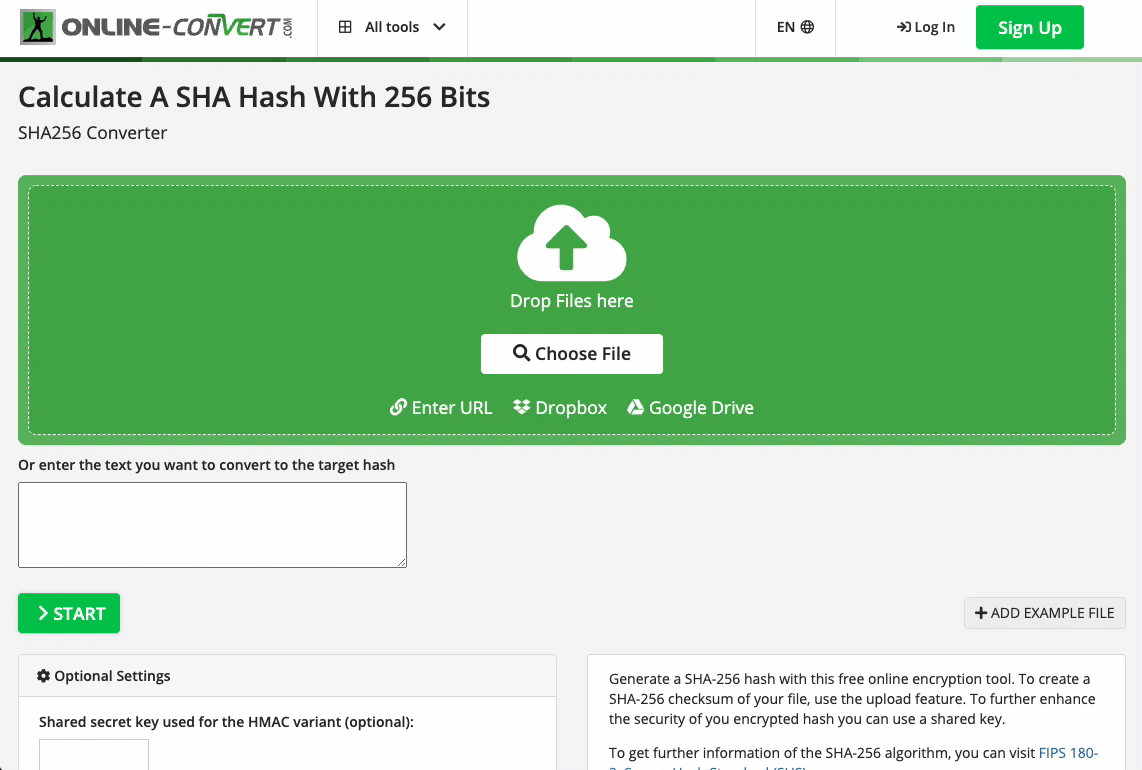 ONLINE-CONVERT.COM
All tools
EN
Log In
Sign Up
Calculate A SHA Hash With 256 Bits
SHA256 Converter
Drop Files here
Choose File
Enter URL
Dropbox
Google Drive
Or enter the text you want to convert to the target hash
START
ADD EXAMPLE FILE
Optional Settings
Shared secret key used for the HMAC variant (optional):
Generate a SHA-256 hash with this free online encryption tool. To create a
SHA-256 checksum of your file, use the upload feature. To further enhance
the security of you encrypted hash you can use a shared key.
To get further information of the SHA-256 algorithm, you can visit FIPS 180-